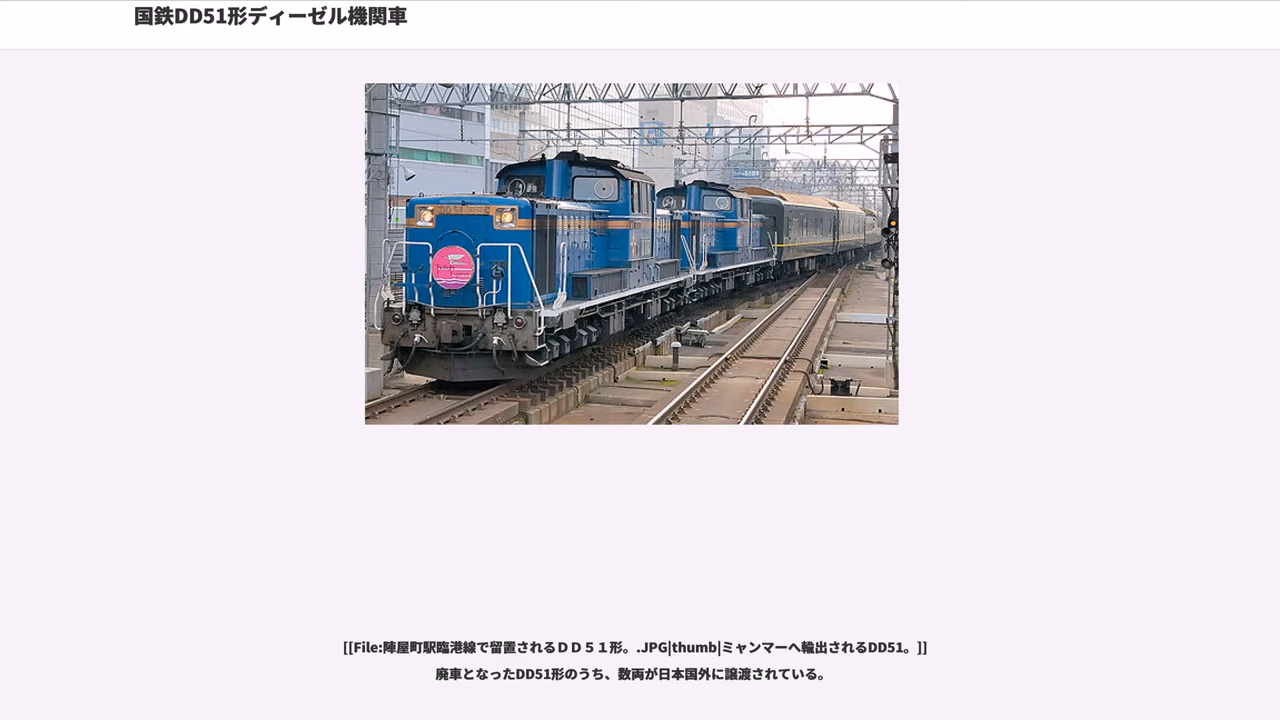 国鉄DD51形ディーゼル機関車
[[File:陣屋町駅臨港線で留置されるＤＤ５１形。.JPG|thumb|ミャンマーへ輸出されるDD51。]]
廃車となったDD51形のうち、数両が日本国外に譲渡されている。